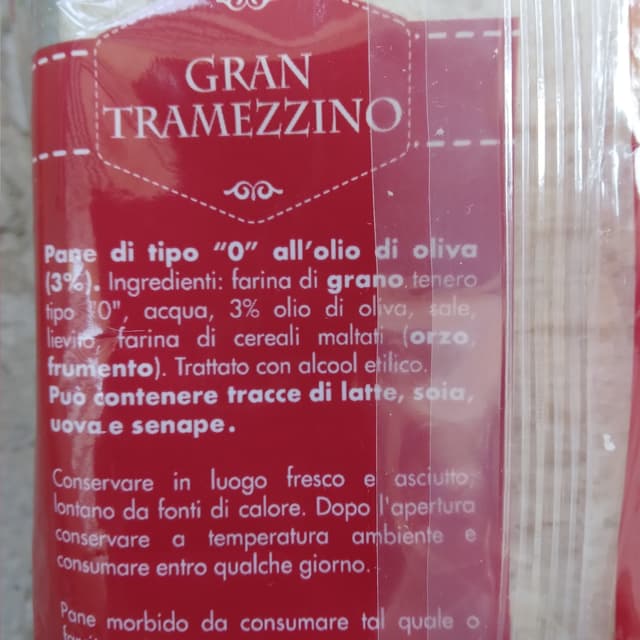 GRAN
TRAMEZZINO
Pane di tipo “0” all’olio di oliva
(3%). Ingredienti: farina di grano tenero
tipo "0", acqua, 3% olio di oliva, sale,
lievito, farina di cereali maltati (orzo,
frumento). Trattato con alcool etilico.
Può contenere tracce di latte, soia,
uova e senape.
Conservare in luogo fresco e asciutto,
lontano da fonti di calore. Dopo l'apertura
conservare a temperatura ambiente e
consumare entro qualche giorno.
Pane morbido da consumare tal quale o